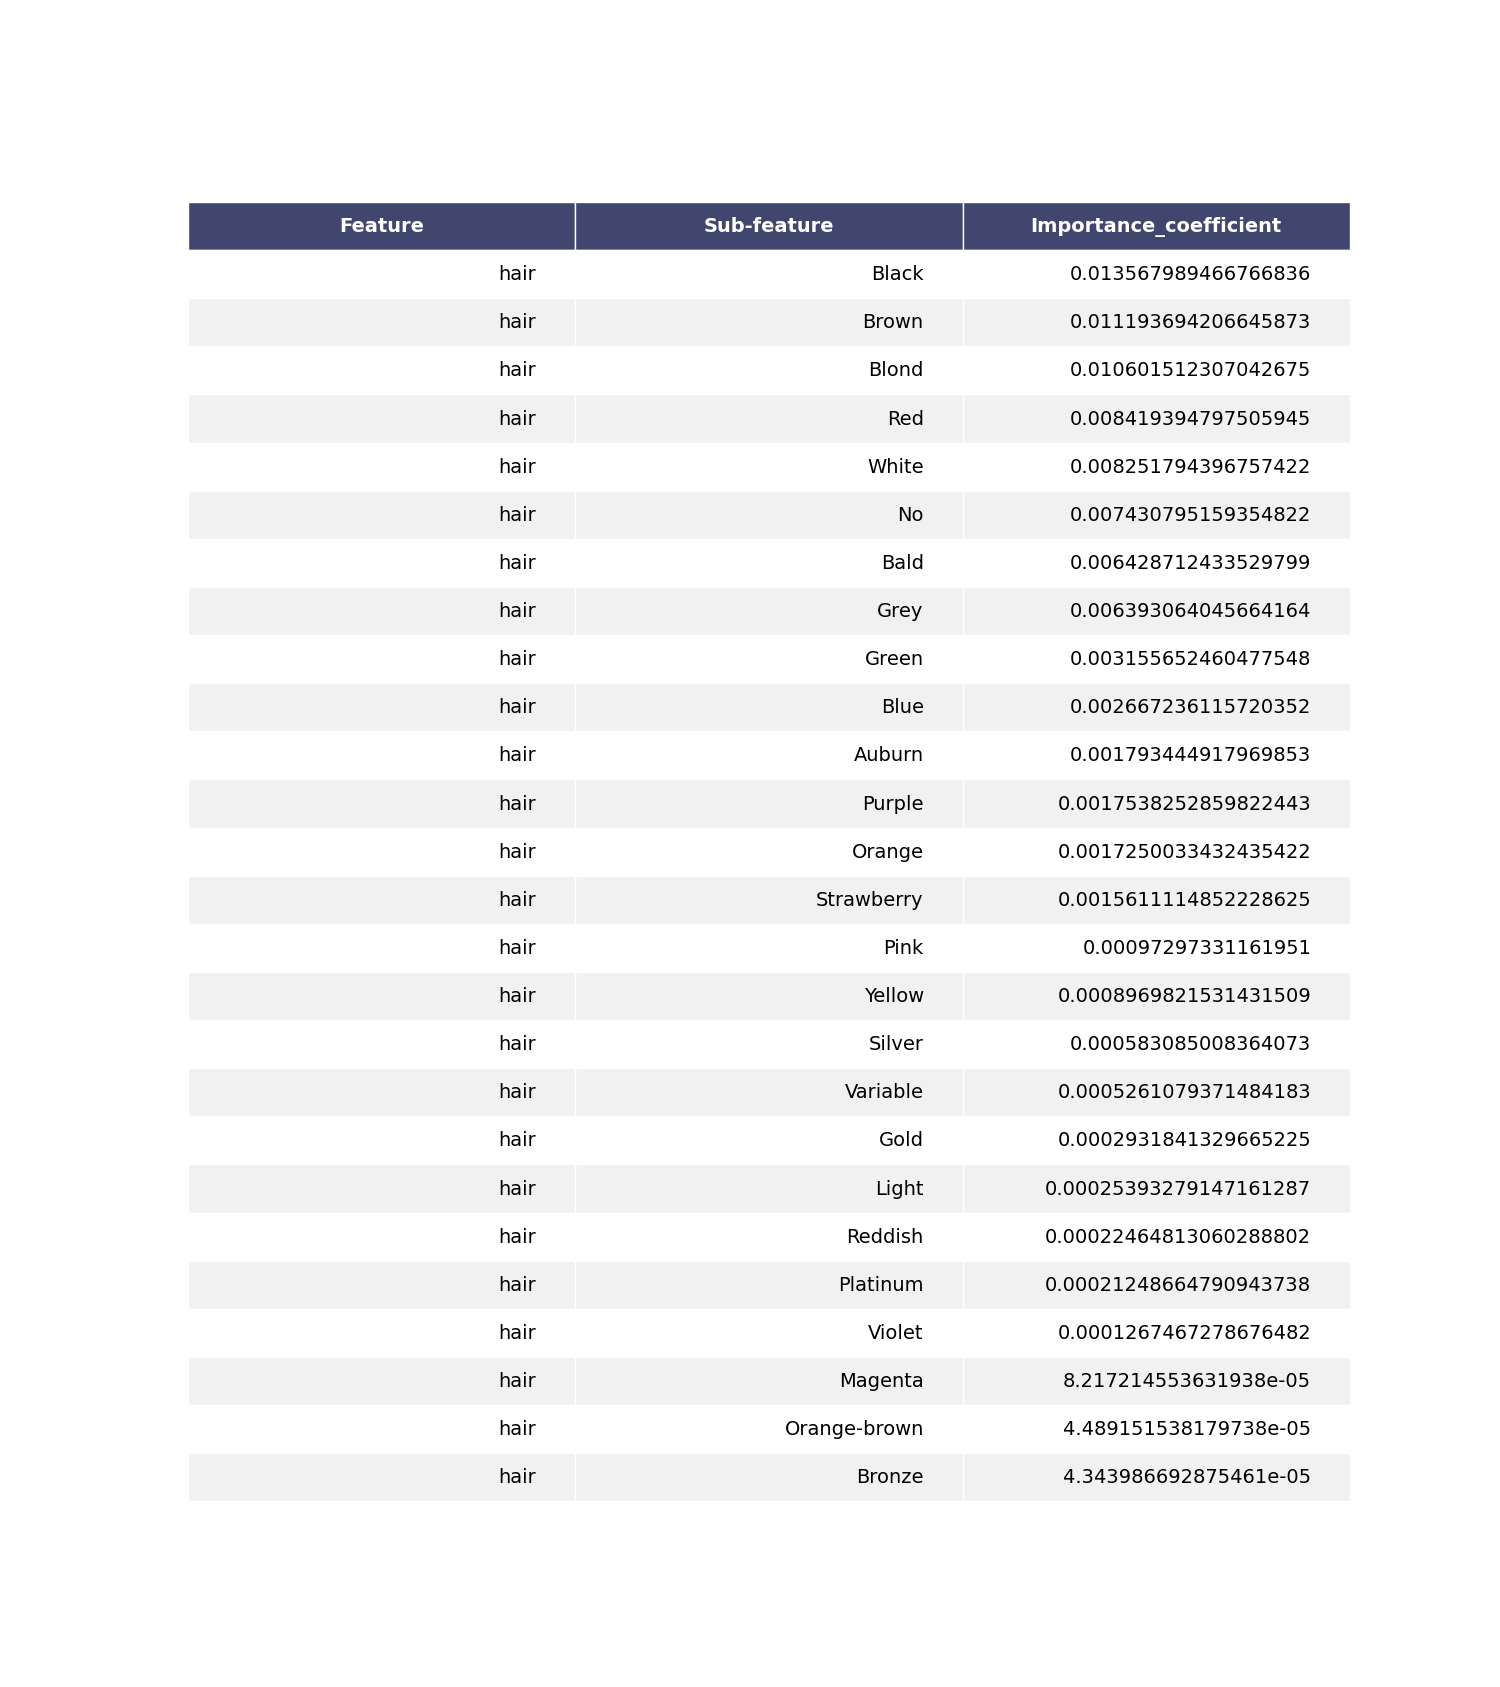 Feature Sub-feature Importance_coefficient
hair Black 0.013567989466766836
hair Brown 0.011193694206645873
hair Blond 0.010601512307042675
hair Red 0.008419394797505945
hair White 0.008251794396757422
hair No 0.007430795159354822
hair Bald 0.006428712433529799
hair Grey 0.006393064045664164
hair Green 0.003155652460477548
hair Blue 0.002667236115720352
hair Auburn 0.001793444917969853
hair Purple 0.0017538252859822443
hair Orange 0.0017250033432435422
hair Strawberry 0.0015611114852228625
hair Pink 0.00097297331161951
hair Yellow 0.0008969821531431509
hair Silver 0.000583085008364073
hair Variable 0.0005261079371484183
hair Gold 0.0002931841329665225
hair Light 0.00025393279147161287
hair Reddish 0.00022464813060288802
hair Platinum 0.00021248664790943738
hair Violet 0.0001267467278676482
hair Magenta 8.217214553631938e-05
hair Orange-brown 4.489151538179738e-05
hair Bronze 4.343986692875461e-05